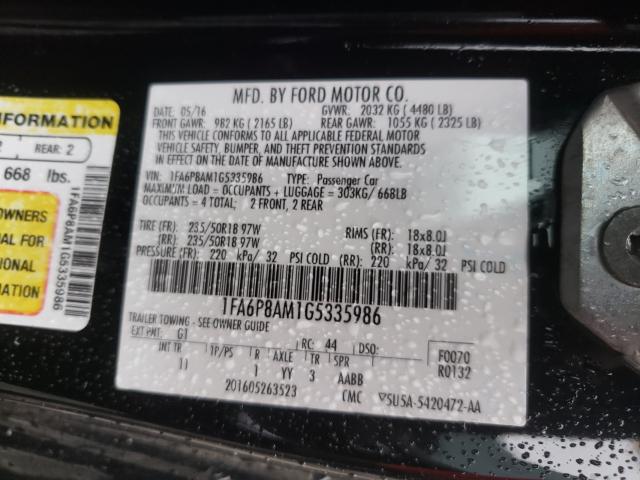 MFD. BY FORD MOTOR CO.
DATE: 05/16 GVWR: 2032 KG ( 4480 LB)
FRONT GAWR: 982 KG ( 2165 LB) REAR GAWR: 1055 KG ( 2325 LB)
THIS VEHICLE CONFORMS TO ALL APPLICABLE FEDERAL MOTOR
VEHICLE SAFETY, BUMPER, AND THEFT PREVENTION STANDARDS
IN EFFECT ON THE DATE OF MANUFACTURE SHOWN ABOVE.
VIN: 1FA6P8AM1G5335986 TYPE: Passenger Car
MAXIMUM LOAD = OCCUPANTS + LUGGAGE = 303KG/ 668LB
OCCUPANTS = 4 TOTAL; 2 FRONT, 2 REAR
TIRE (FR): 235/50R18 97W RIMS (FR): 18x8.0J
(RR): 235/50R18 97W (RR): 18x8.0J
PRESSURE (FR): 220 kPa/ 32 PSI COLD (RR): 220 kPa/ 32 PSI COLD
1FA6P8AM1G5335986
TRAILER TOWING - SEE OWNER GUIDE
EXT PNT: G1 RC: 44 DSO: F0070
INT TR TP/PS R AXLE TR SPR R0132
1J 1 YY 3 AABB
201605263523 CMC 5U5A-5420472-AA
INFORMATION
2 REAR: 2
668 lbs.
OWNERS
IAL FOR
IONAL
MATION
1FA6P8AM1G5335986